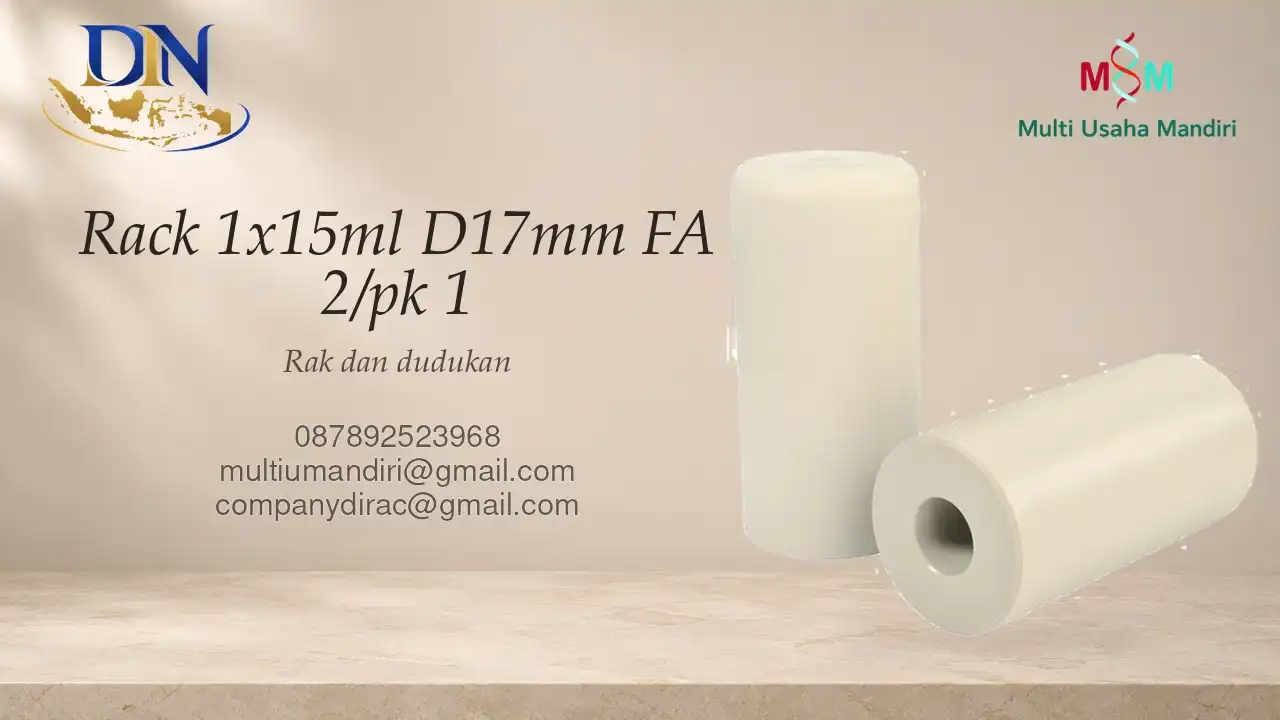 DN
MSM
Multi Usaha Mandiri
Rack 1x15ml D17mm FA
2/pk 1
Rak dan dudukan
087892523968
multiumandiri@gmail.com
companydirac@gmail.com